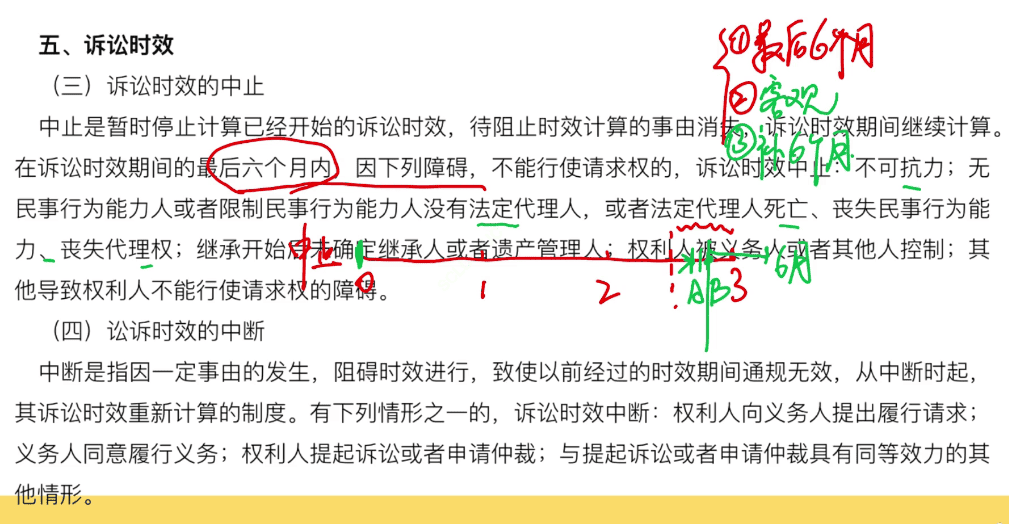 五、诉讼时效
①最后6个月
②客观
③补6个月
（三）诉讼时效的中止
中止是暂时停止计算已经开始的诉讼时效，待阻止时效计算的事由消失，诉讼时效期间继续计算。
在诉讼时效期间的最后六个月内，因下列障碍，不能行使请求权的，诉讼时效中止：不可抗力；无
民事行为能力人或者限制民事行为能力人没有法定代理人，或者法定代理人死亡、丧失民事行为能
力、丧失代理权；继承开始后未确定继承人或者遗产管理人；权利人被义务人或者其他人控制；其
他导致权利人不能行使请求权的障碍。
中止 0 1 2 A B 3 6月
（四）讼诉时效的中断
中断是指因一定事由的发生，阻碍时效进行，致使以前经过的时效期间通规无效，从中断时起，
其诉讼时效重新计算的制度。有下列情形之一的，诉讼时效中断：权利人向义务人提出履行请求；
义务人同意履行义务；权利人提起诉讼或者申请仲裁；与提起诉讼或者申请仲裁具有同等效力的其
他情形。